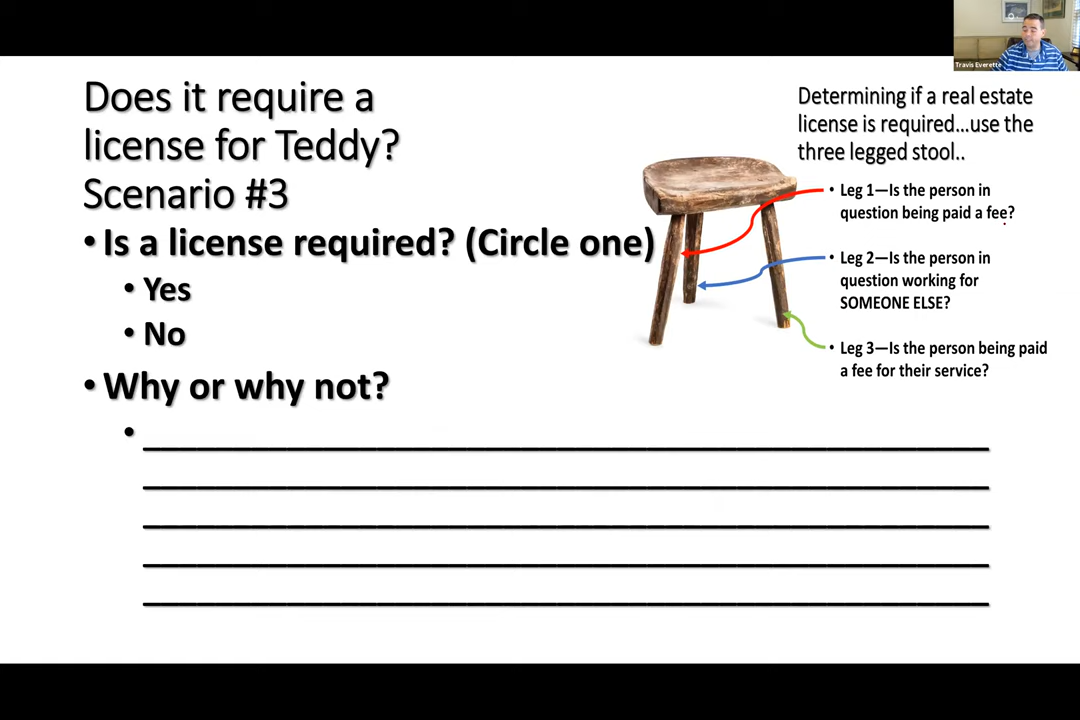 Travis Everette
Does it require a
license for Teddy?
Scenario #3
• Is a license required? (Circle one)
• Yes
• No
• Why or why not?
Determining if a real estate
license is required...use the
three legged stool..
• Leg 1—Is the person in
question being paid a fee?
• Leg 2—Is the person in
question working for
SOMEONE ELSE?
• Leg 3—Is the person being paid
a fee for their service?